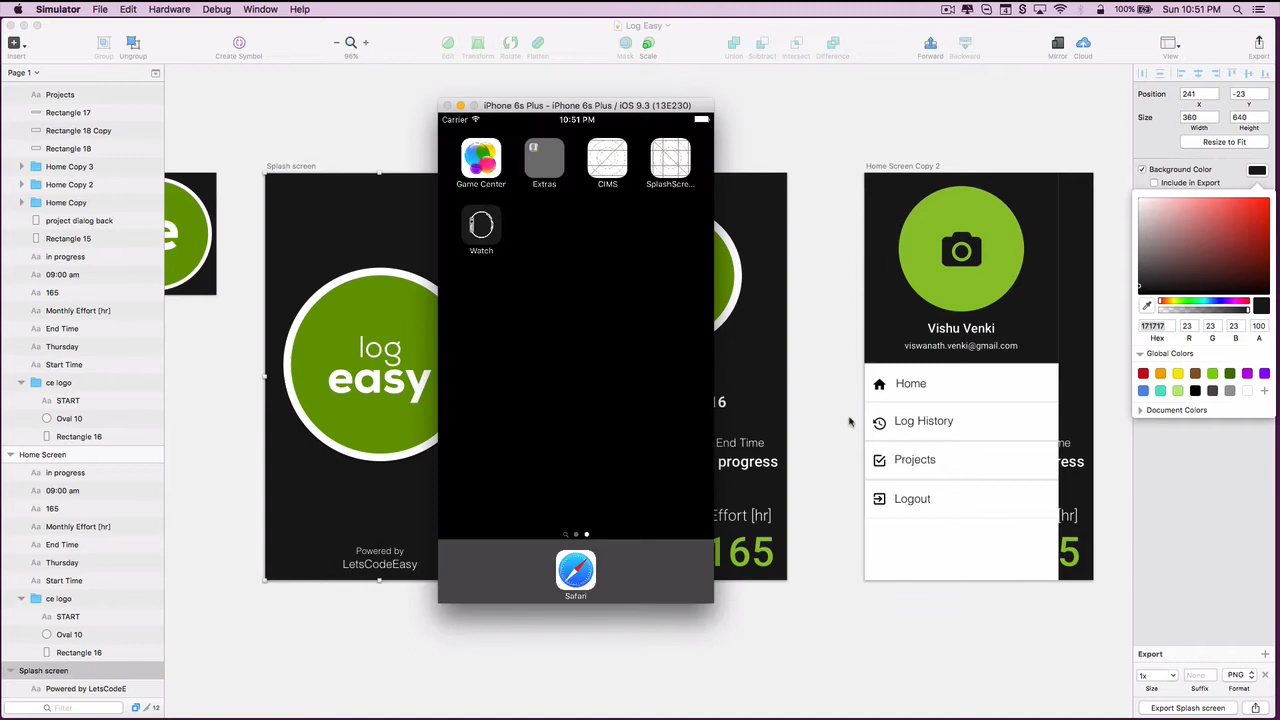 Simulator File Edit Hardware Debug Window Help
100% Sun 10:51 PM
Log Easy
Insert Group Ungroup Create Symbol 96% Edit Transform Rotate Flatten Mask Scale Union Subtract Intersect Difference Forward Backward Mirror Cloud View Export
Page 1
Projects
Rectangle 17
Rectangle 18 Copy
Rectangle 18
Home Copy 3
Home Copy 2
Home Copy
project dialog back
Rectangle 15
in progress
09:00 am
165
Monthly Effort [hr]
End Time
Thursday
Start Time
ce logo
START
Oval 10
Rectangle 16
Home Screen
in progress
09:00 am
165
Monthly Effort [hr]
End Time
Thursday
Start Time
ce logo
START
Oval 10
Rectangle 16
Splash screen
Powered by LetsCodeE
Filter
12
e
Splash screen
log
easy
Powered by
LetsCodeEasy
iPhone 6s Plus - iPhone 6s Plus / iOS 9.3 (13E230)
Carrier 10:51 PM
Game Center Extras CIMS SplashScre...
Watch
Safari
16
End Time
progress
Effort [hr]
165
Home Screen Copy 2
Vishu Venki
viswanath.venki@gmail.com
Home
Log History
Projects
Logout
me
ress
[hr]
5
Position 241 -23
X Y
Size 360 640
Width Height
Resize to Fit
Background Color
Include in Export
171717 23 23 23 100
Hex R G B A
Global Colors
Document Colors
Export
1x None PNG
Size Suffix Format
Export Splash screen